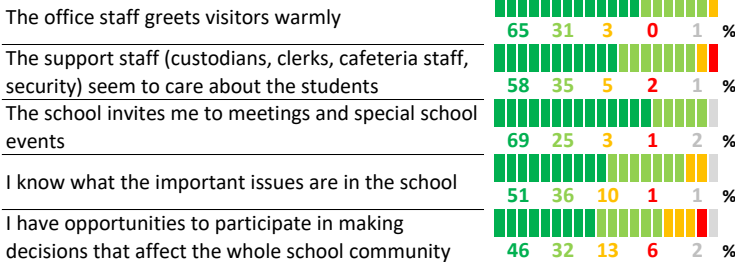 The office staff greets visitors warmly
65 31 3 0 1 %
The support staff (custodians, clerks, cafeteria staff,
security) seem to care about the students
58 35 5 2 1 %
The school invites me to meetings and special school
events
69 25 3 1 2 %
I know what the important issues are in the school
51 36 10 1 1 %
I have opportunities to participate in making
decisions that affect the whole school community
46 32 13 6 2 %